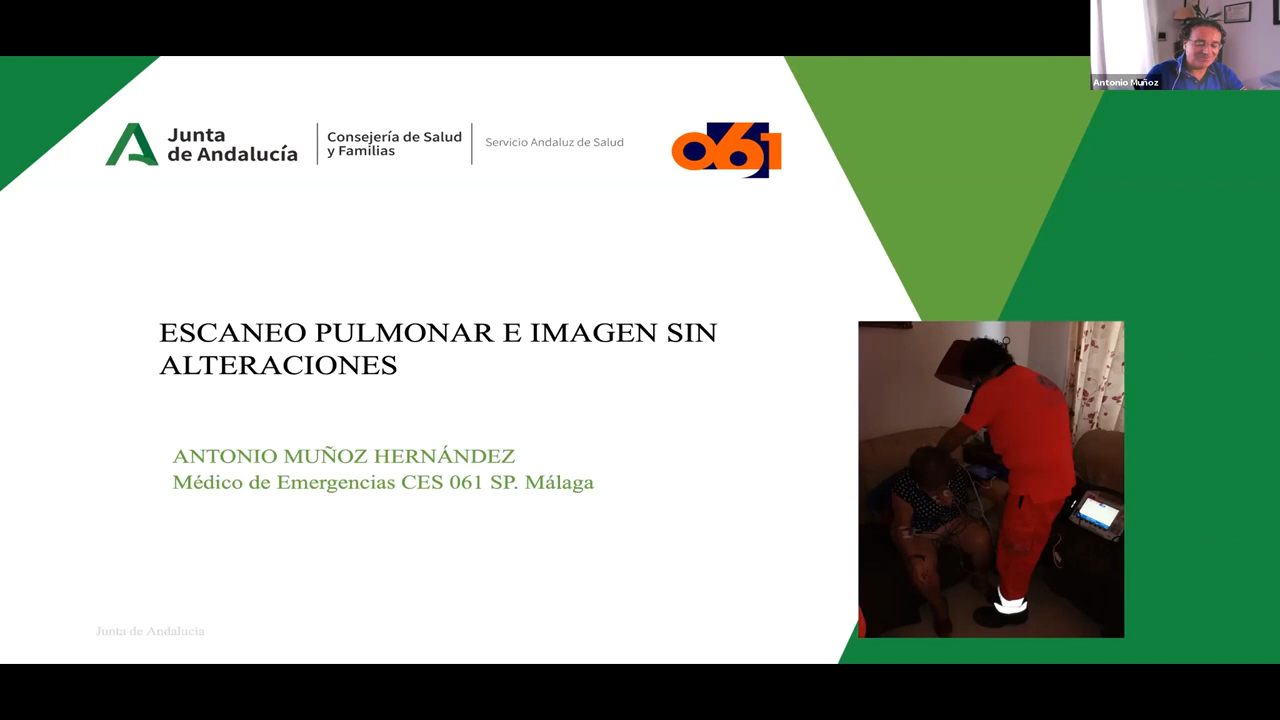 Antonio Muñoz
Junta
de Andalucía
Consejería de Salud
y Familias
Servicio Andaluz de Salud
061
ESCANEO PULMONAR E IMAGEN SIN
ALTERACIONES
ANTONIO MUÑOZ HERNÁNDEZ
Médico de Emergencias CES 061 SP. Málaga
Junta de Andalucia